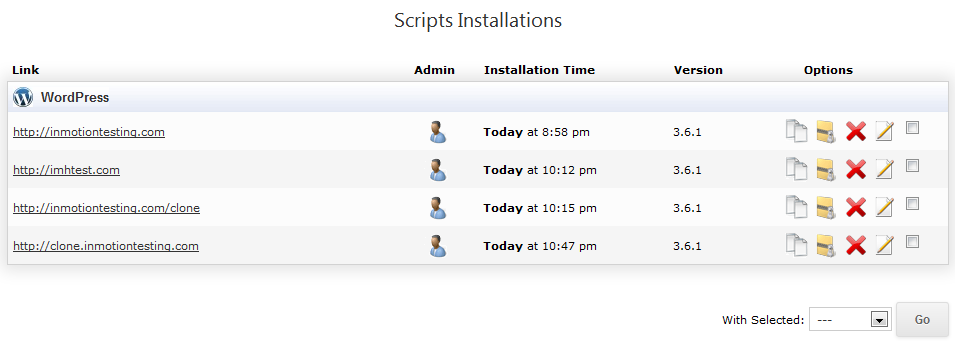 Scripts Installations
Link Admin Installation Time Version Options
WordPress
http://inmotiontesting.com Today at 8:58 pm 3.6.1
http://imhtest.com Today at 10:12 pm 3.6.1
http://inmotiontesting.com/clone Today at 10:15 pm 3.6.1
http://clone.inmotiontesting.com Today at 10:47 pm 3.6.1
With Selected: --- Go